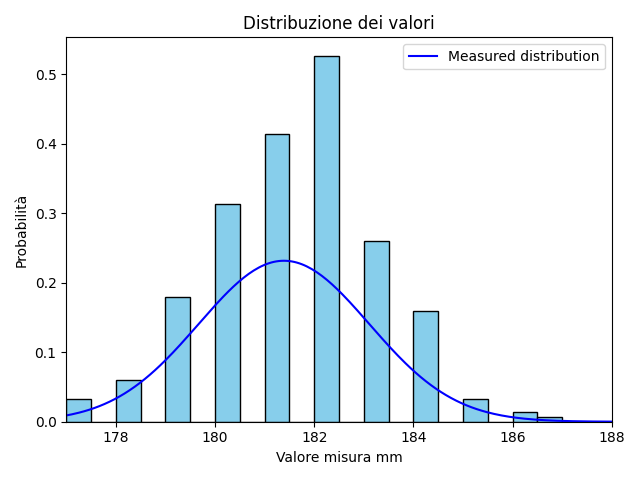 Distribuzione dei valori
Measured distribution
Probabilità
0.5
0.4
0.3
0.2
0.1
0.0
178 180 182 184 186 188
Valore misura mm